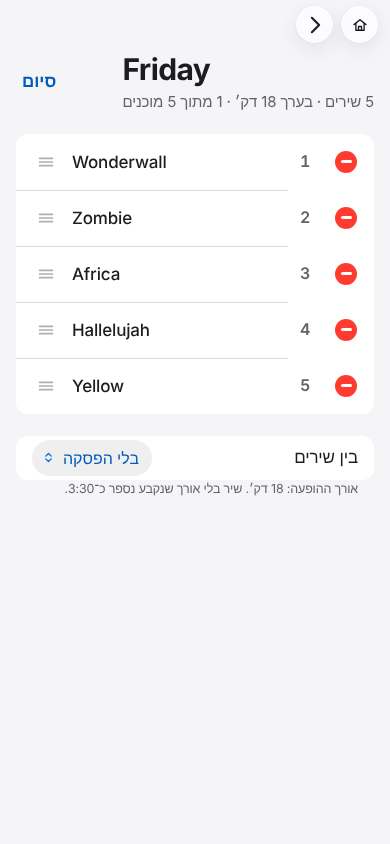 Friday
סיום
5 שירים · בערך 18 דק׳ · 1 מתוך 5 מוכנים
1 Wonderwall
2 Zombie
3 Africa
4 Hallelujah
5 Yellow
בין שירים בלי הפסקה
אורך ההופעה: 18 דק׳. שיר בלי אורך שנקבע נספר כ־3:30.